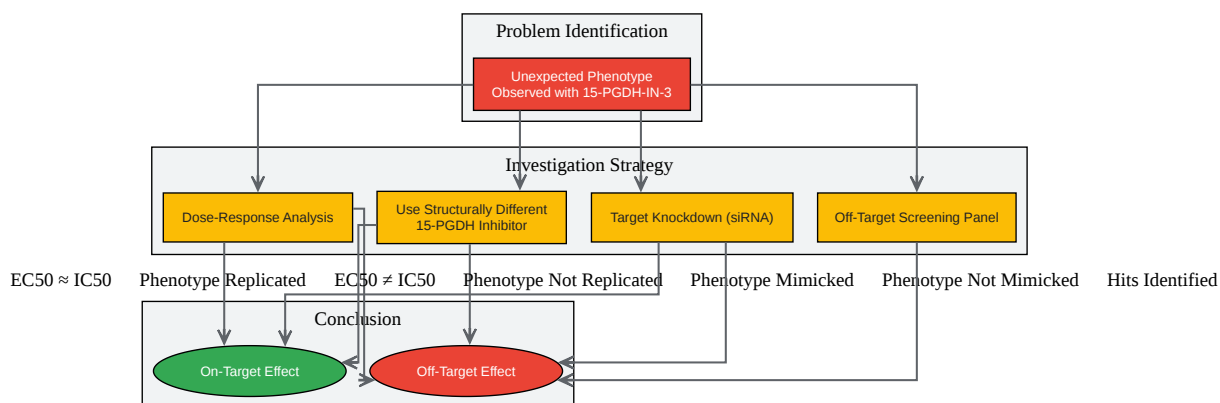 Problem Identification
Unexpected Phenotype
Observed with 15-PGDH-IN-3
Investigation Strategy
Dose-Response Analysis
Use Structurally Different
15-PGDH Inhibitor
Target Knockdown (siRNA)
Off-Target Screening Panel
EC50 ≈ IC50
Phenotype Replicated
EC50 ≠ IC50
Phenotype Not Replicated
Phenotype Mimicked
Phenotype Not Mimicked
Hits Identified
Conclusion
On-Target Effect
Off-Target Effect